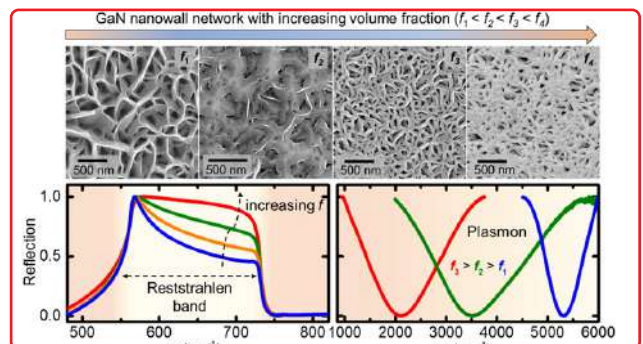 GaN nanowall network with increasing volume fraction (f₁ < f₂ < f₃ < f₄)
f₁ f₂ f₃ f₄
500 nm 500 nm 500 nm 500 nm
1.0
0.5
0.0
Reflection
increasing f
Reststrahlen
band
500 600 700 800
Plasmon
f₃ > f₂ > f₁
1000 2000 3000 4000 5000 6000